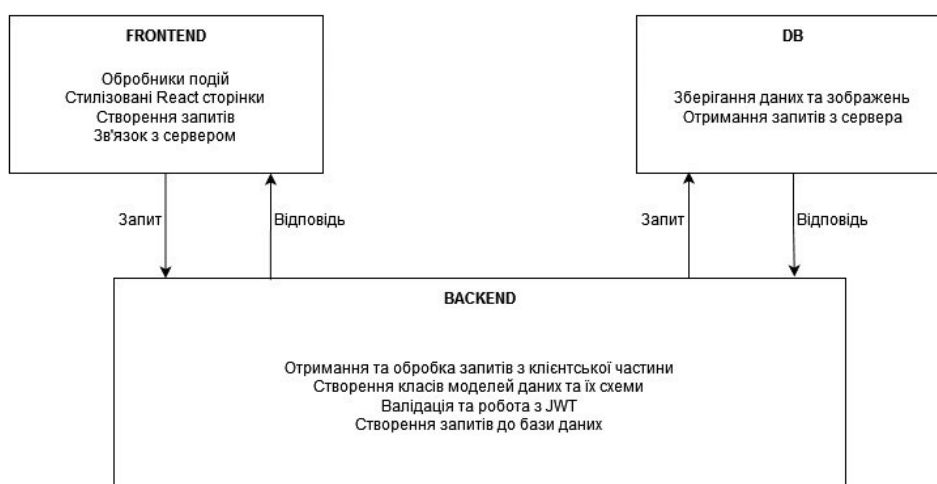 FRONTEND
Обробники подій
Стилізовані React сторінки
Створення запитів
Зв'язок з сервером
DB
Зберігання даних та зображень
Отримання запитів з сервера
Запит
Відповідь
Запит
Відповідь
BACKEND
Отримання та обробка запитів з клієнтської частини
Створення класів моделей даних та їх схеми
Валідація та робота з JWT
Створення запитів до бази даних